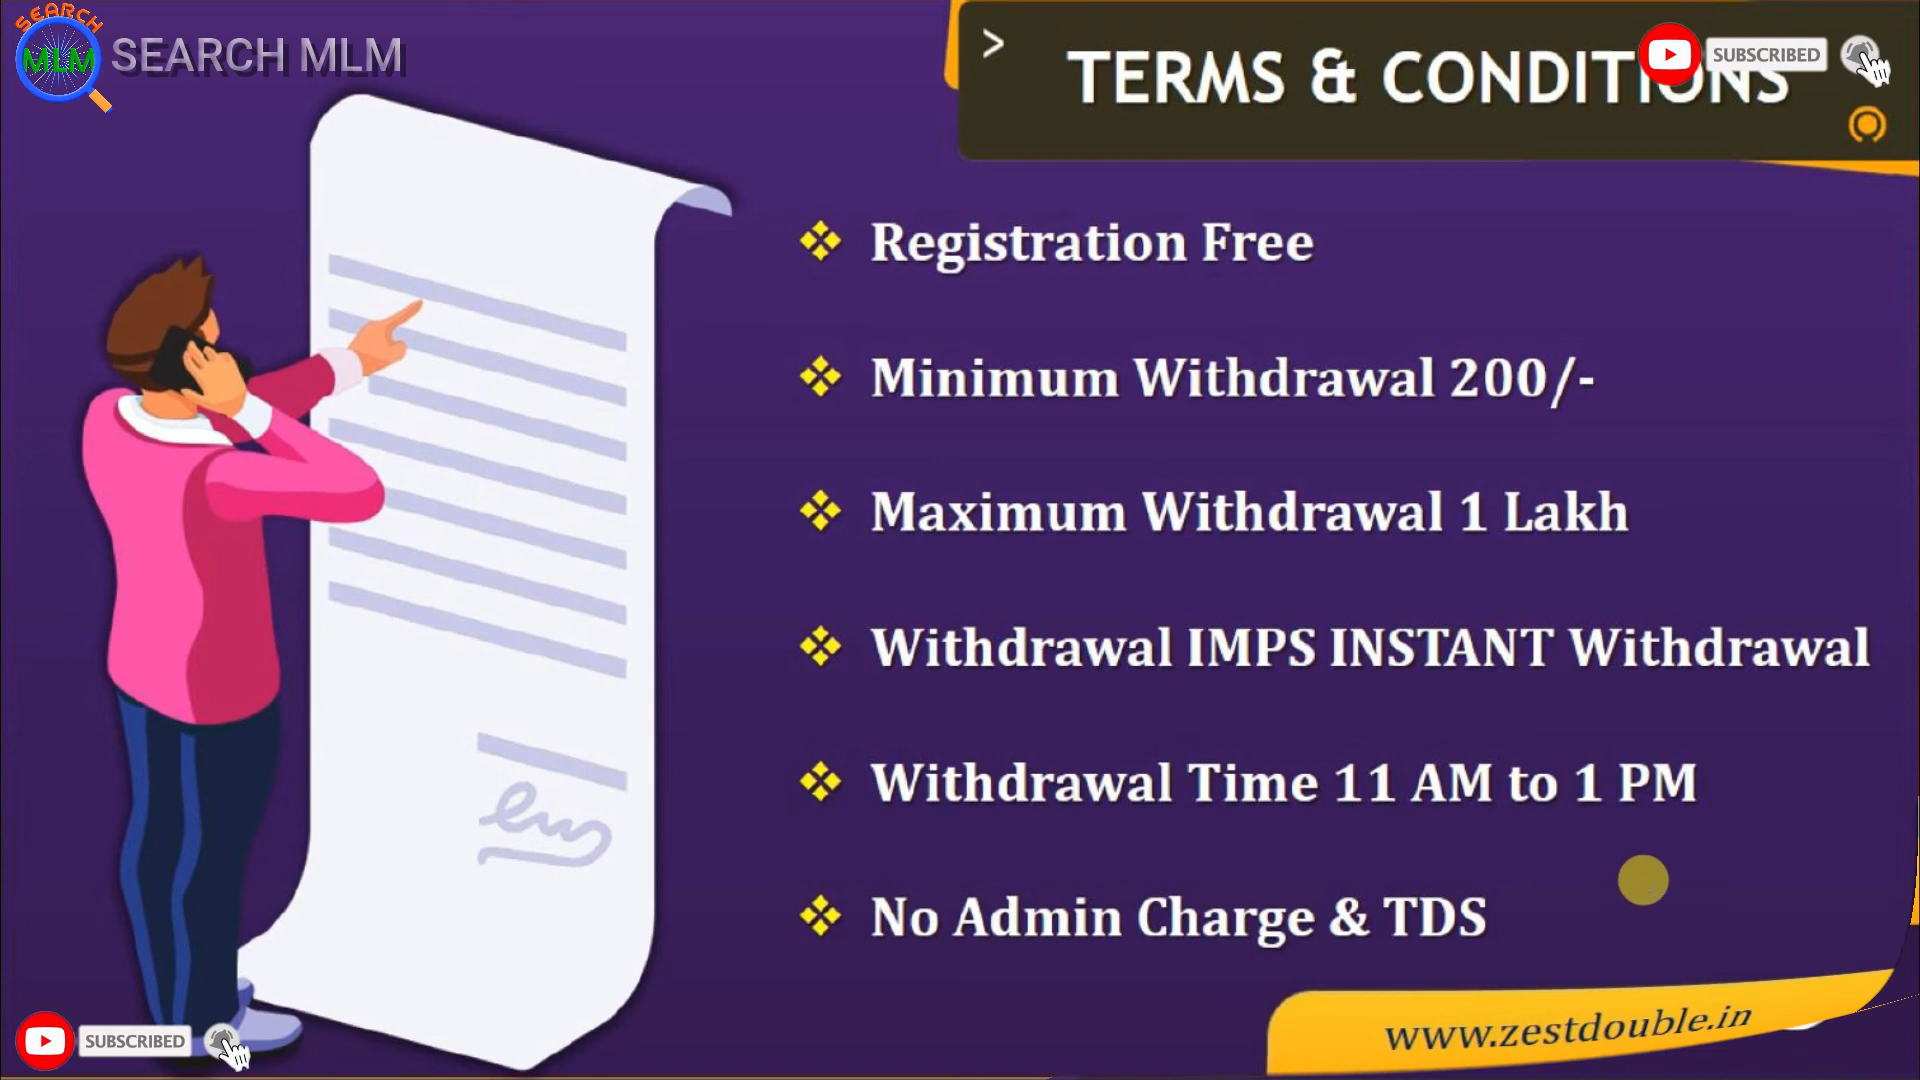 SEARCH
MLM
SEARCH MLM
> TERMS & CONDITIONS
SUBSCRIBED
❖ Registration Free
❖ Minimum Withdrawal 200/-
❖ Maximum Withdrawal 1 Lakh
❖ Withdrawal IMPS INSTANT Withdrawal
❖ Withdrawal Time 11 AM to 1 PM
❖ No Admin Charge & TDS
SUBSCRIBED
www.zestdouble.in